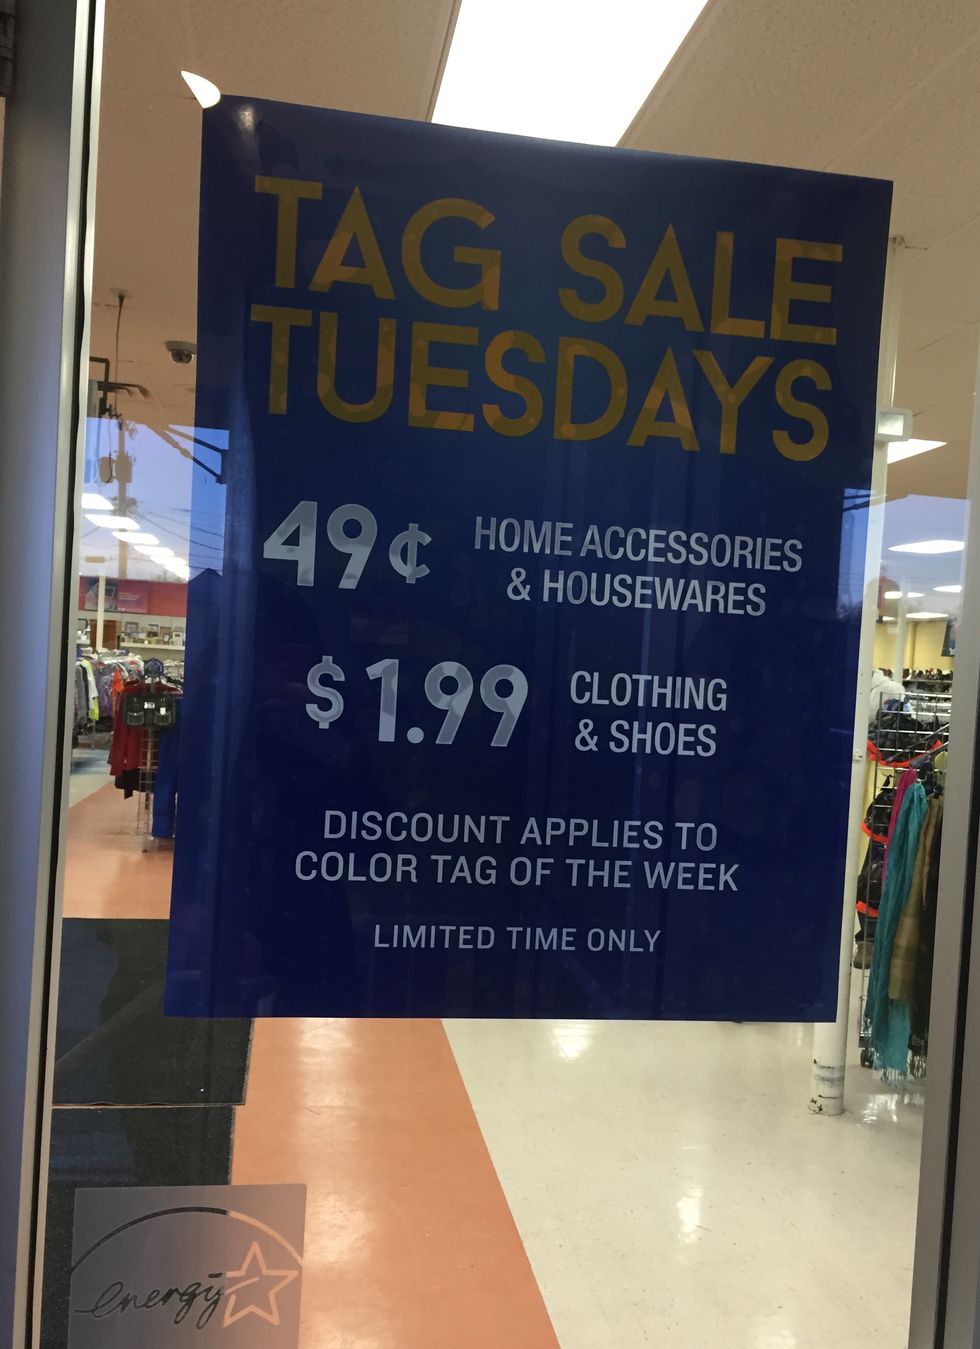 TAG SALE
TUESDAYS
49¢ HOME ACCESSORIES
& HOUSEWARES
$1.99 CLOTHING
& SHOES
DISCOUNT APPLIES TO
COLOR TAG OF THE WEEK
LIMITED TIME ONLY
energy